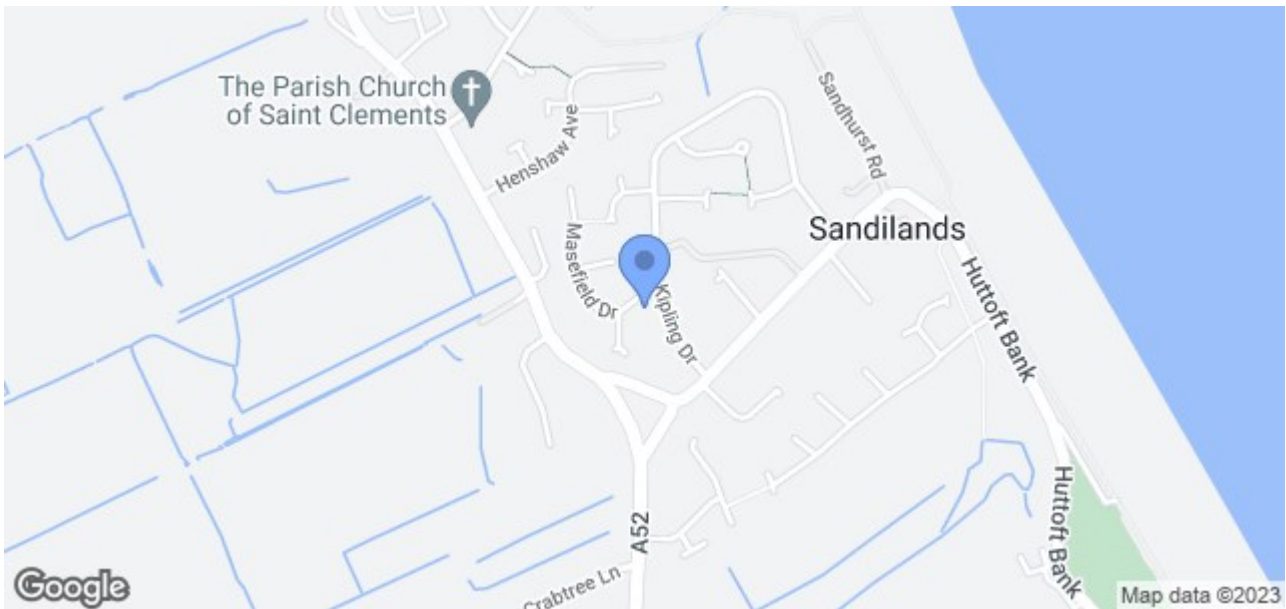 The Parish Church
of Saint Clements
Henshaw Ave
Sandhurst Rd
Sandilands
Masefield Dr
Kipling Dr
Huttoft Bank
Huttoft Bank
A52
Crabtree Ln
Google
Map data ©2023